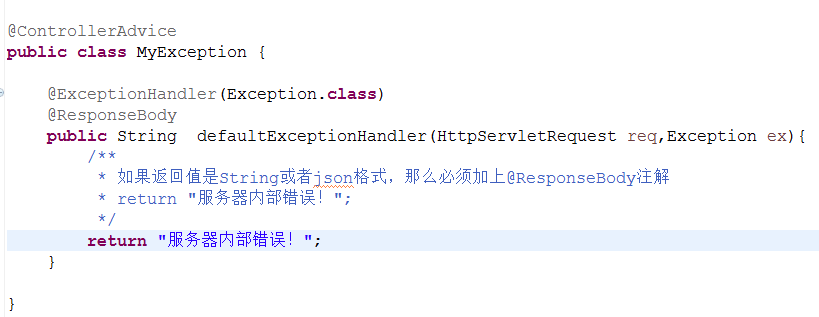 @ControllerAdvice
public class MyException {
@ExceptionHandler(Exception.class)
@ResponseBody
public String  defaultExceptionHandler(HttpServletRequest req,Exception ex){
/**
* 如果返回值是String或者json格式，那么必须加上@ResponseBody注解
* return "服务器内部错误！";
*/
return "服务器内部错误！";
}
}